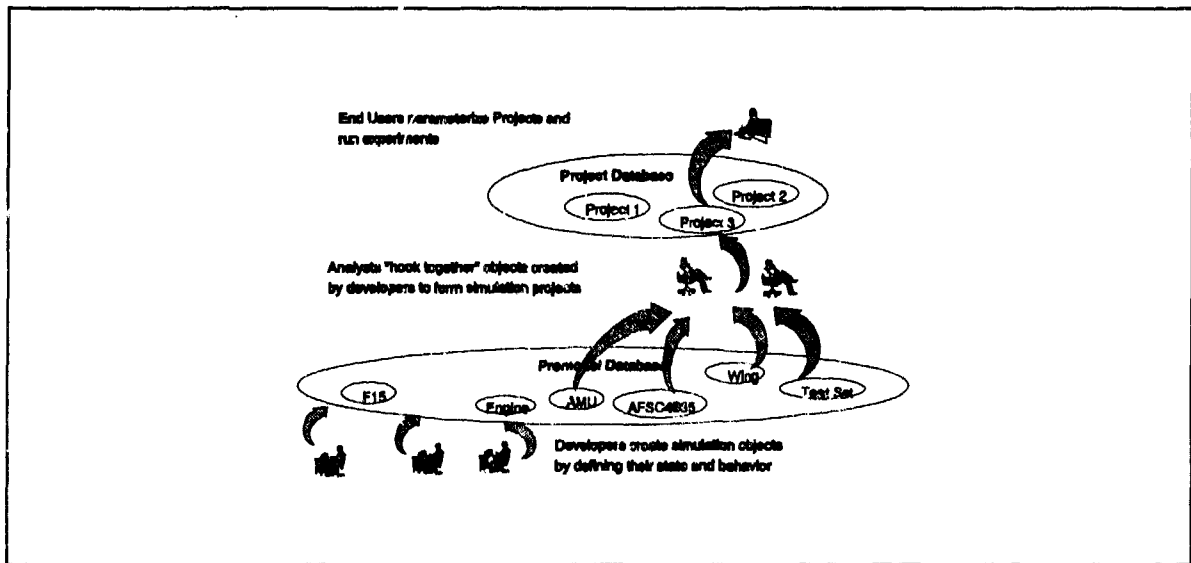 End Users parameterize Projects and
run experiments
Project Database
Project 2
Project 1
Project 3
Analysts "hook together" objects created
by developers to form simulation projects
Premodel Database
Wing
Test Set
F15
Engine
AMU
Developers create simulation objects
by defining their state and behavior